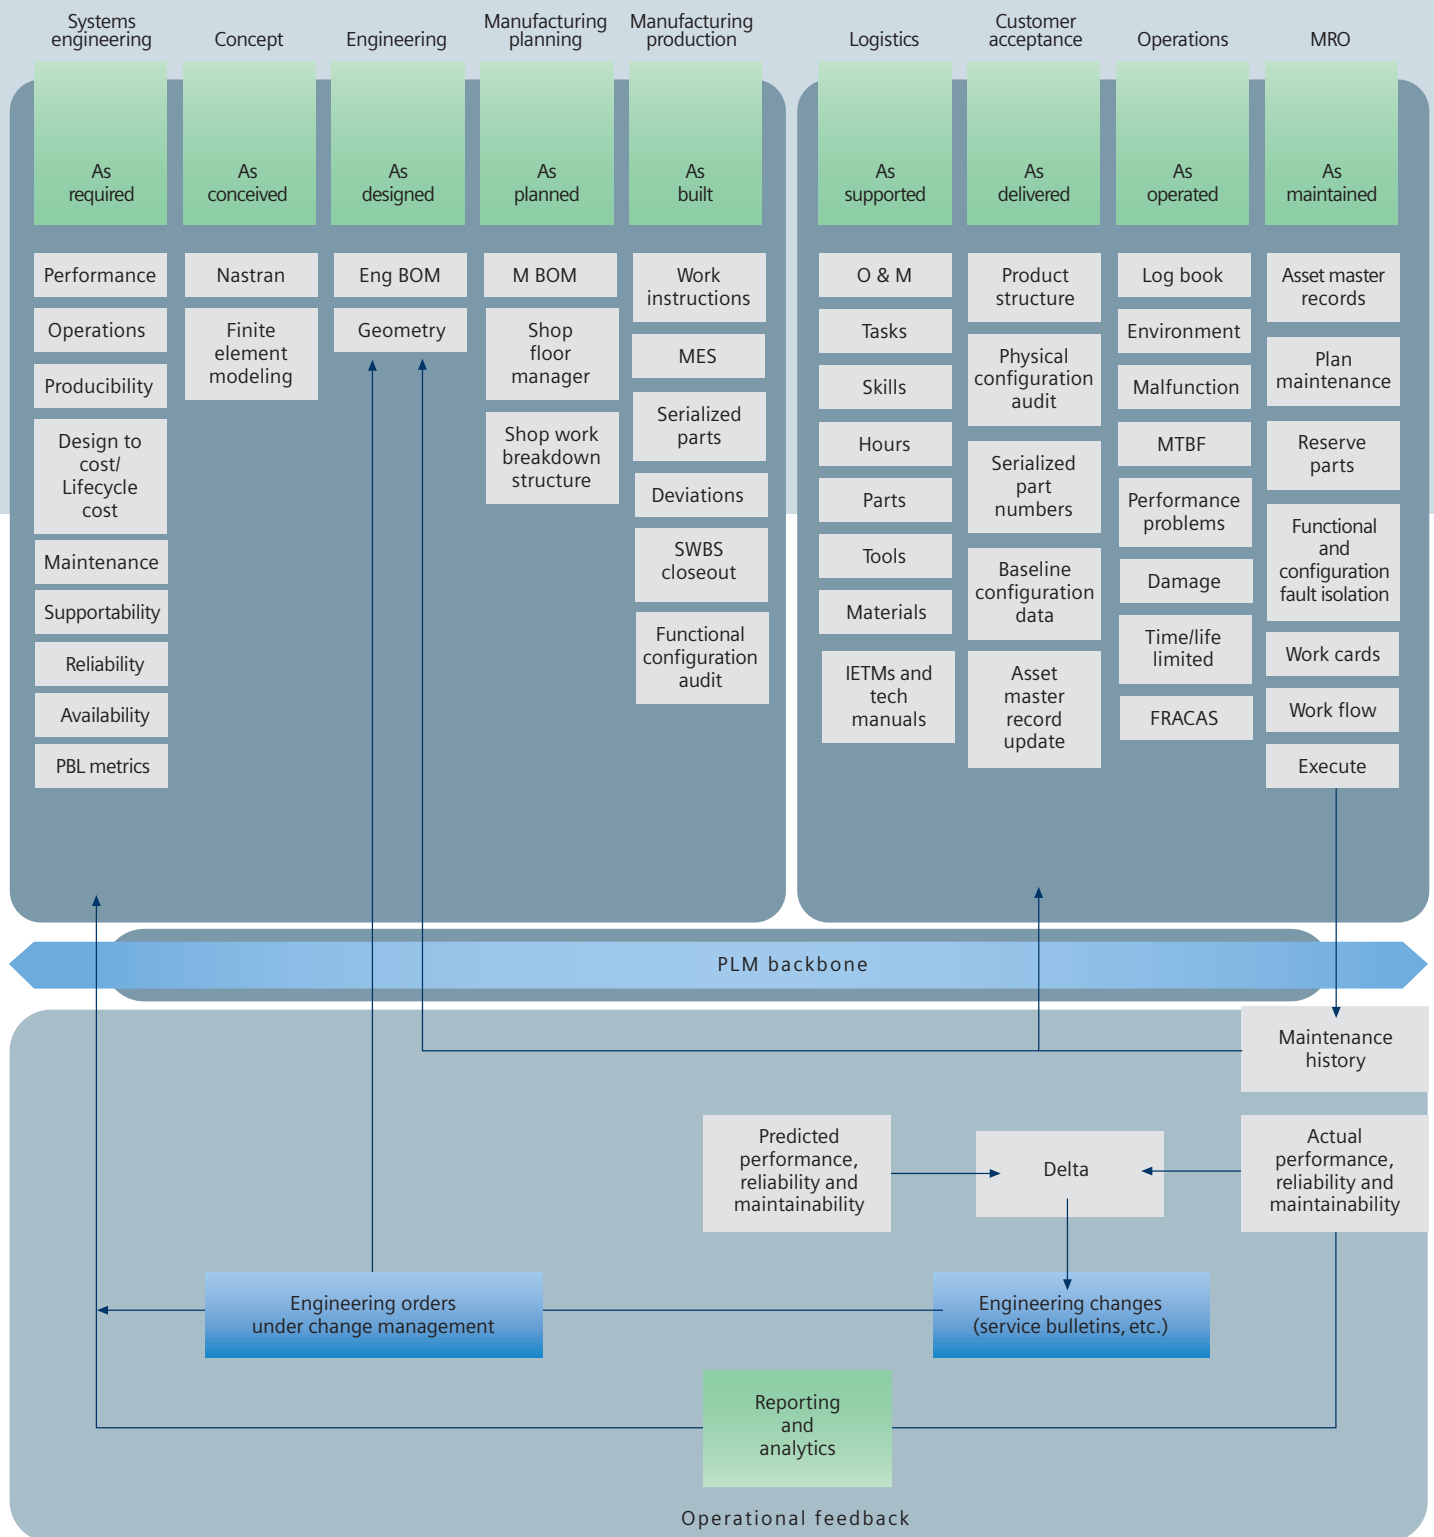 Systems
engineering
Concept
Engineering
Manufacturing
planning
Manufacturing
production
Logistics
Customer
acceptance
Operations
MRO
As
required
As
conceived
As
designed
As
planned
As
built
As
supported
As
delivered
As
operated
As
maintained
Performance
Operations
Producibility
Design to
cost/
Lifecycle
cost
Maintenance
Supportability
Reliability
Availability
PBL metrics
Nastran
Finite
element
modeling
Eng BOM
Geometry
M BOM
Shop
floor
manager
Shop work
breakdown
structure
Work
instructions
MES
Serialized
parts
Deviations
SWBS
closeout
Functional
configuration
audit
O & M
Tasks
Skills
Hours
Parts
Tools
Materials
IETMs and
tech
manuals
Product
structure
Physical
configuration
audit
Serialized
part
numbers
Baseline
configuration
data
Asset
master
record
update
Log book
Environment
Malfunction
MTBF
Performance
problems
Damage
Time/life
limited
FRACAS
Asset master
records
Plan
maintenance
Reserve
parts
Functional
and
configuration
fault isolation
Work cards
Work flow
Execute
PLM backbone
Maintenance
history
Predicted
performance,
reliability and
maintainability
Delta
Actual
performance,
reliability and
maintainability
Engineering orders
under change management
Engineering changes
(service bulletins, etc.)
Reporting
and
analytics
Operational feedback